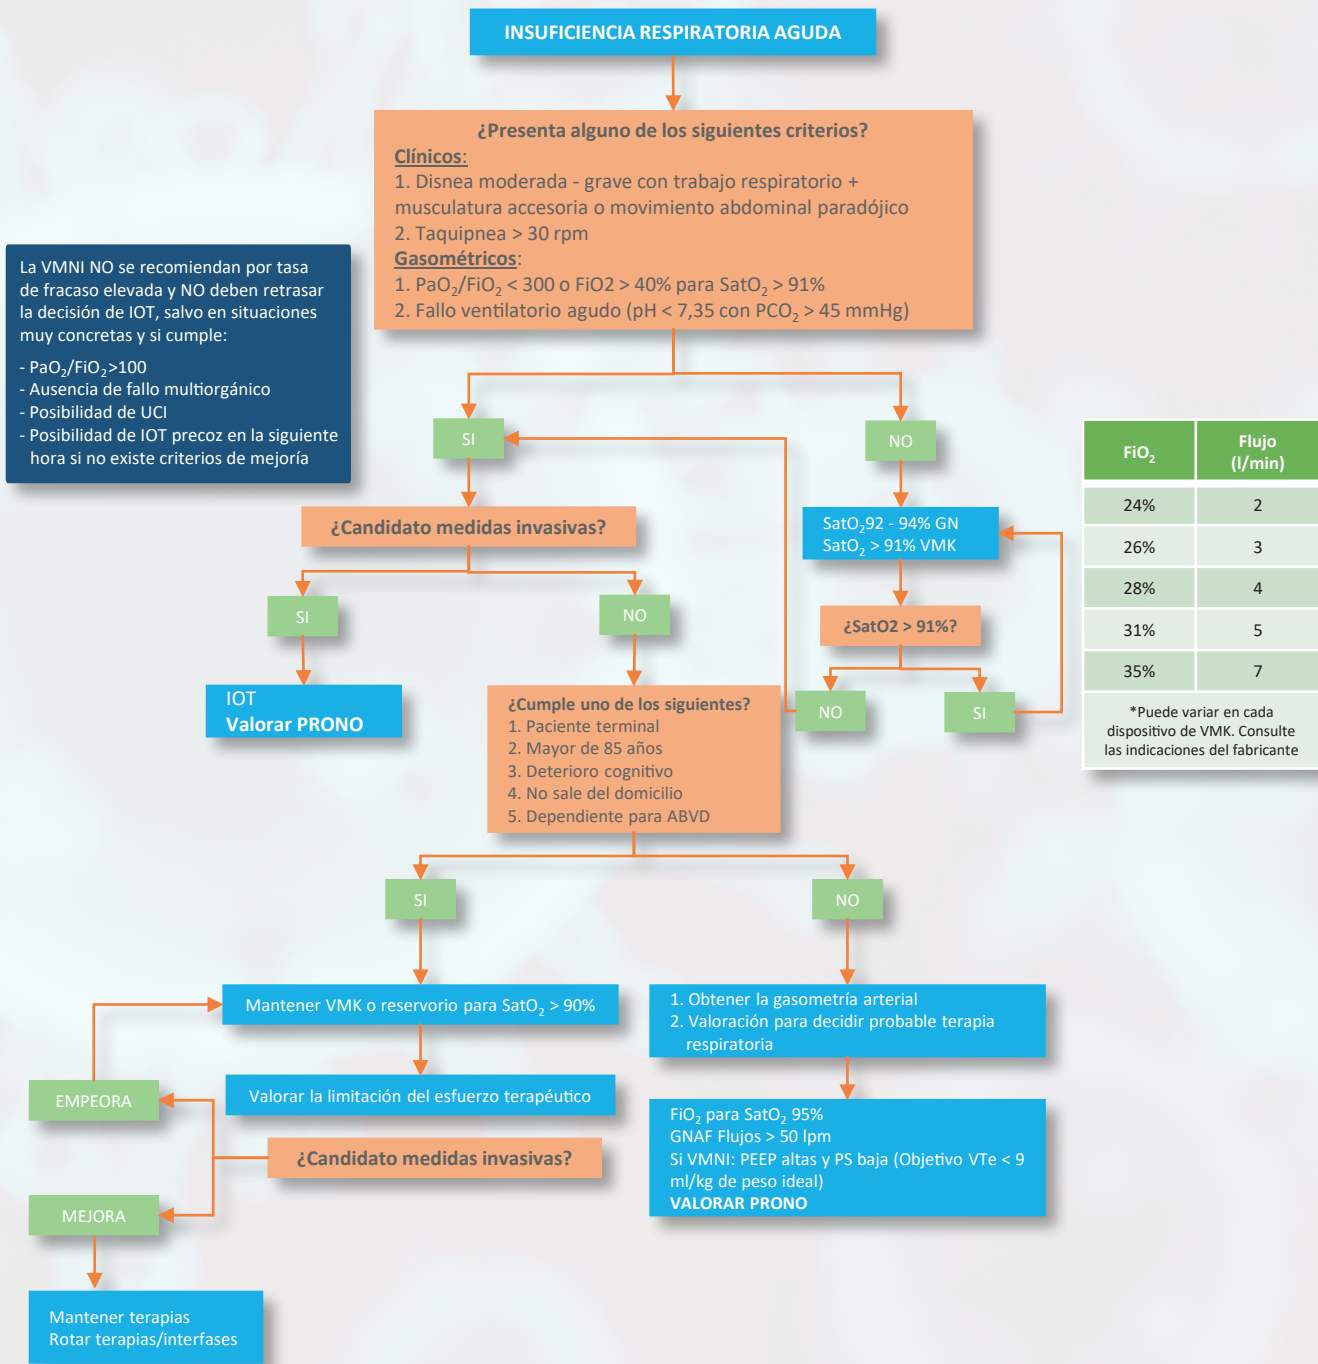 INSUFICIENCIA RESPIRATORIA AGUDA
¿Presenta alguno de los siguientes criterios?
Clínicos:
1. Disnea moderada - grave con trabajo respiratorio +
musculatura accesoria o movimiento abdominal paradójico
2. Taquipnea > 30 rpm
Gasométricos:
1. PaO₂/FiO₂ < 300 o FiO2 > 40% para SatO₂ > 91%
2. Fallo ventilatorio agudo (pH < 7,35 con PCO₂ > 45 mmHg)
La VMNI NO se recomiendan por tasa
de fracaso elevada y NO deben retrasar
la decisión de IOT, salvo en situaciones
muy concretas y si cumple:
- PaO₂/FiO₂>100
- Ausencia de fallo multiorgánico
- Posibilidad de UCI
- Posibilidad de IOT precoz en la siguiente
hora si no existe criterios de mejoría
SI
NO
¿Candidato medidas invasivas?
SatO₂92 - 94% GN
SatO₂ > 91% VMK
SI
NO
¿SatO2 > 91%?
IOT
Valorar PRONO
¿Cumple uno de los siguientes?
1. Paciente terminal
2. Mayor de 85 años
3. Deterioro cognitivo
4. No sale del domicilio
5. Dependiente para ABVD
NO
SI
FiO₂ Flujo
(l/min)
24% 2
26% 3
28% 4
31% 5
35% 7
*Puede variar en cada
dispositivo de VMK. Consulte
las indicaciones del fabricante
SI
NO
Mantener VMK o reservorio para SatO₂ > 90%
1. Obtener la gasometría arterial
2. Valoración para decidir probable terapia
respiratoria
EMPEORA
Valorar la limitación del esfuerzo terapéutico
FiO₂ para SatO₂ 95%
GNAF Flujos > 50 lpm
Si VMNI: PEEP altas y PS baja (Objetivo VTe < 9
ml/kg de peso ideal)
VALORAR PRONO
¿Candidato medidas invasivas?
MEJORA
Mantener terapias
Rotar terapias/interfases